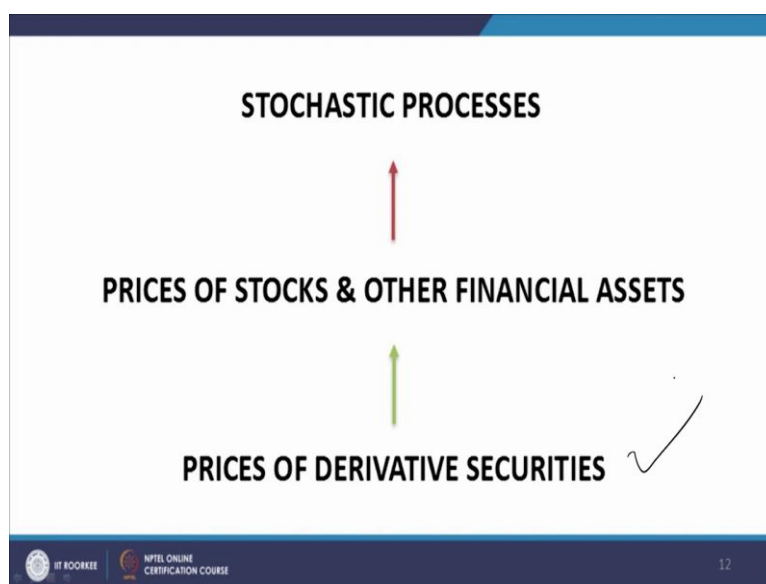 STOCHASTIC PROCESSES
PRICES OF STOCKS & OTHER FINANCIAL ASSETS
PRICES OF DERIVATIVE SECURITIES
IIT ROORKEE
NPTEL ONLINE
CERTIFICATION COURSE
12